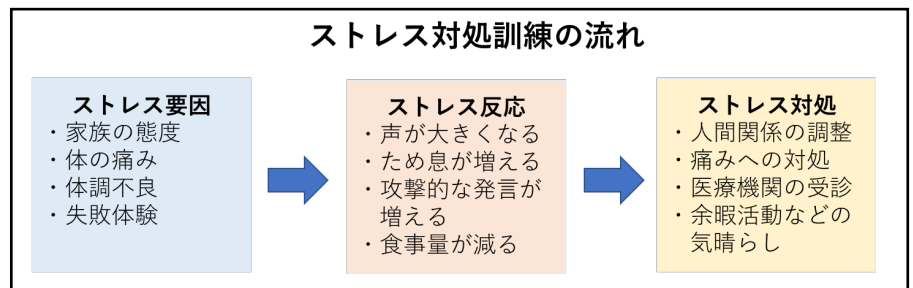 ストレス対処訓練の流れ
ストレス要因
・家族の態度
・体の痛み
・体調不良
・失敗体験
ストレス反応
・声が大きくなる
・ため息が増える
・攻撃的な発言が
増える
・食事量が減る
ストレス対処
・人間関係の調整
・痛みへの対処
・医療機関の受診
・余暇活動などの
気晴らし